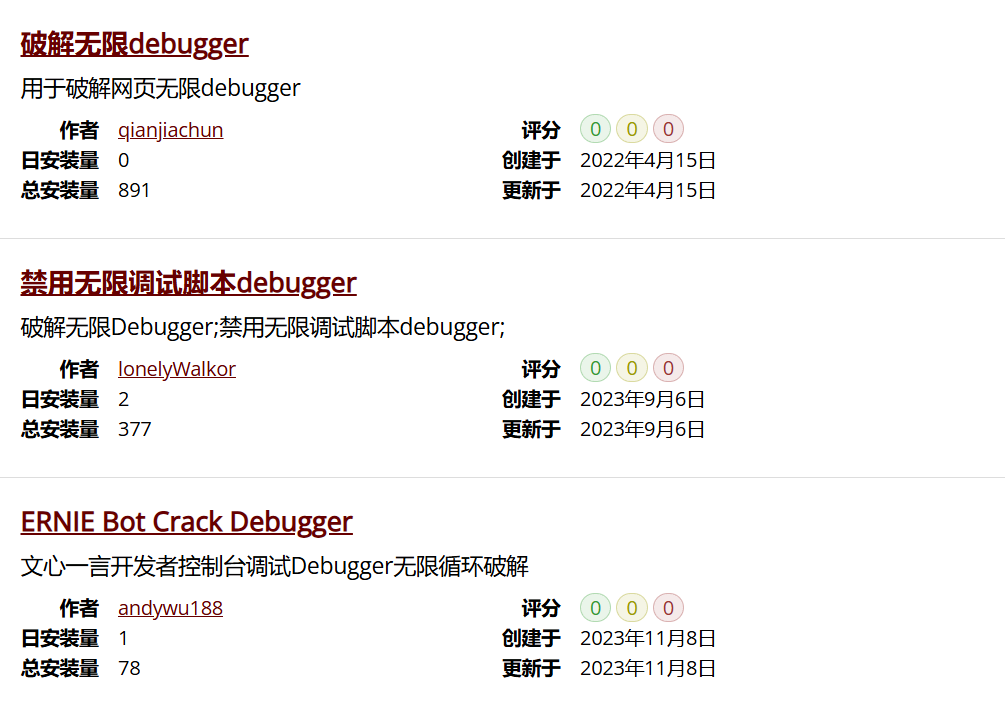 破解无限debugger
用于破解网页无限debugger
作者 qianjiachun 评分 0 0 0
日安装量 0 创建于 2022年4月15日
总安装量 891 更新于 2022年4月15日
禁用无限调试脚本debugger
破解无限Debugger;禁用无限调试脚本debugger;
作者 lonelyWalkor 评分 0 0 0
日安装量 2 创建于 2023年9月6日
总安装量 377 更新于 2023年9月6日
ERNIE Bot Crack Debugger
文心一言开发者控制台调试Debugger无限循环破解
作者 andywu188 评分 0 0 0
日安装量 1 创建于 2023年11月8日
总安装量 78 更新于 2023年11月8日